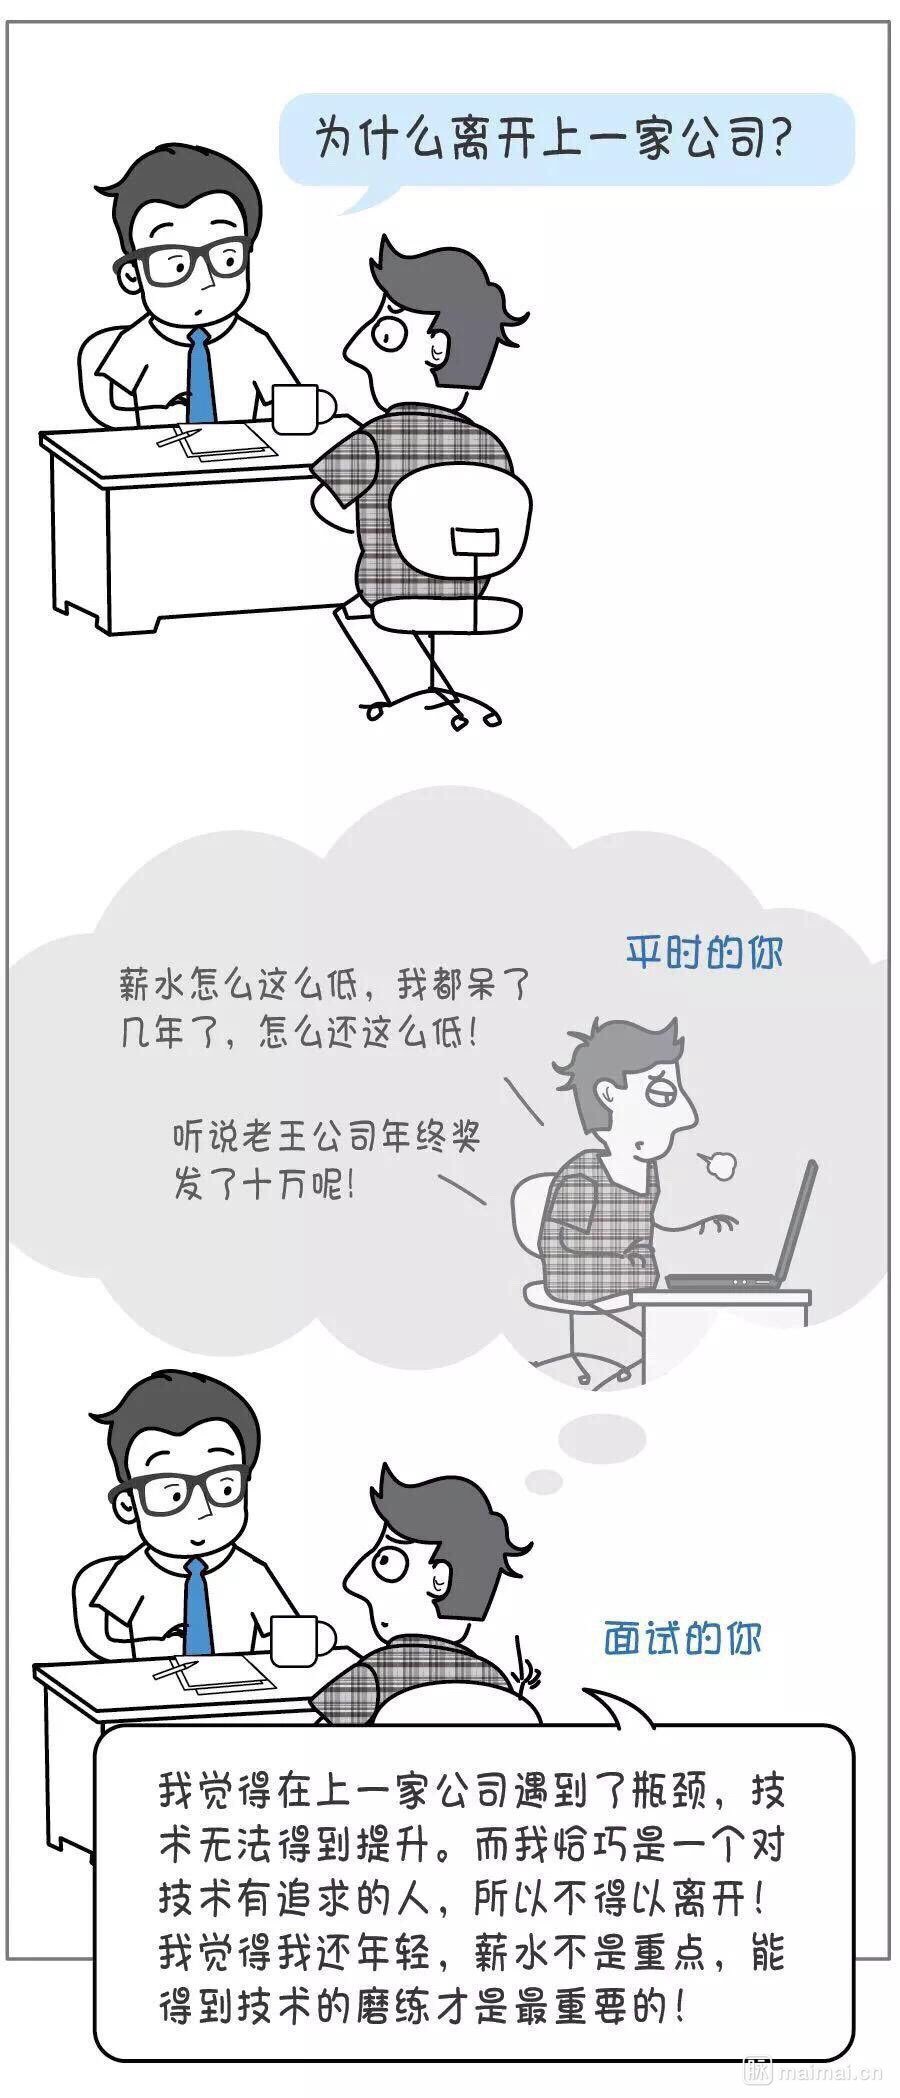 为什么离开上一家公司？
平时的你
薪水怎么这么低，我都呆了
几年了，怎么还这么低！
听说老王公司年终奖
发了十万呢！
面试的你
我觉得在上一家公司遇到了瓶颈，技
术无法得到提升。而我恰巧是一个对
技术有追求的人，所以不得以离开！
我觉得我还年轻，薪水不是重点，能
得到技术的磨练才是最重要的！
脉 maimai.cn